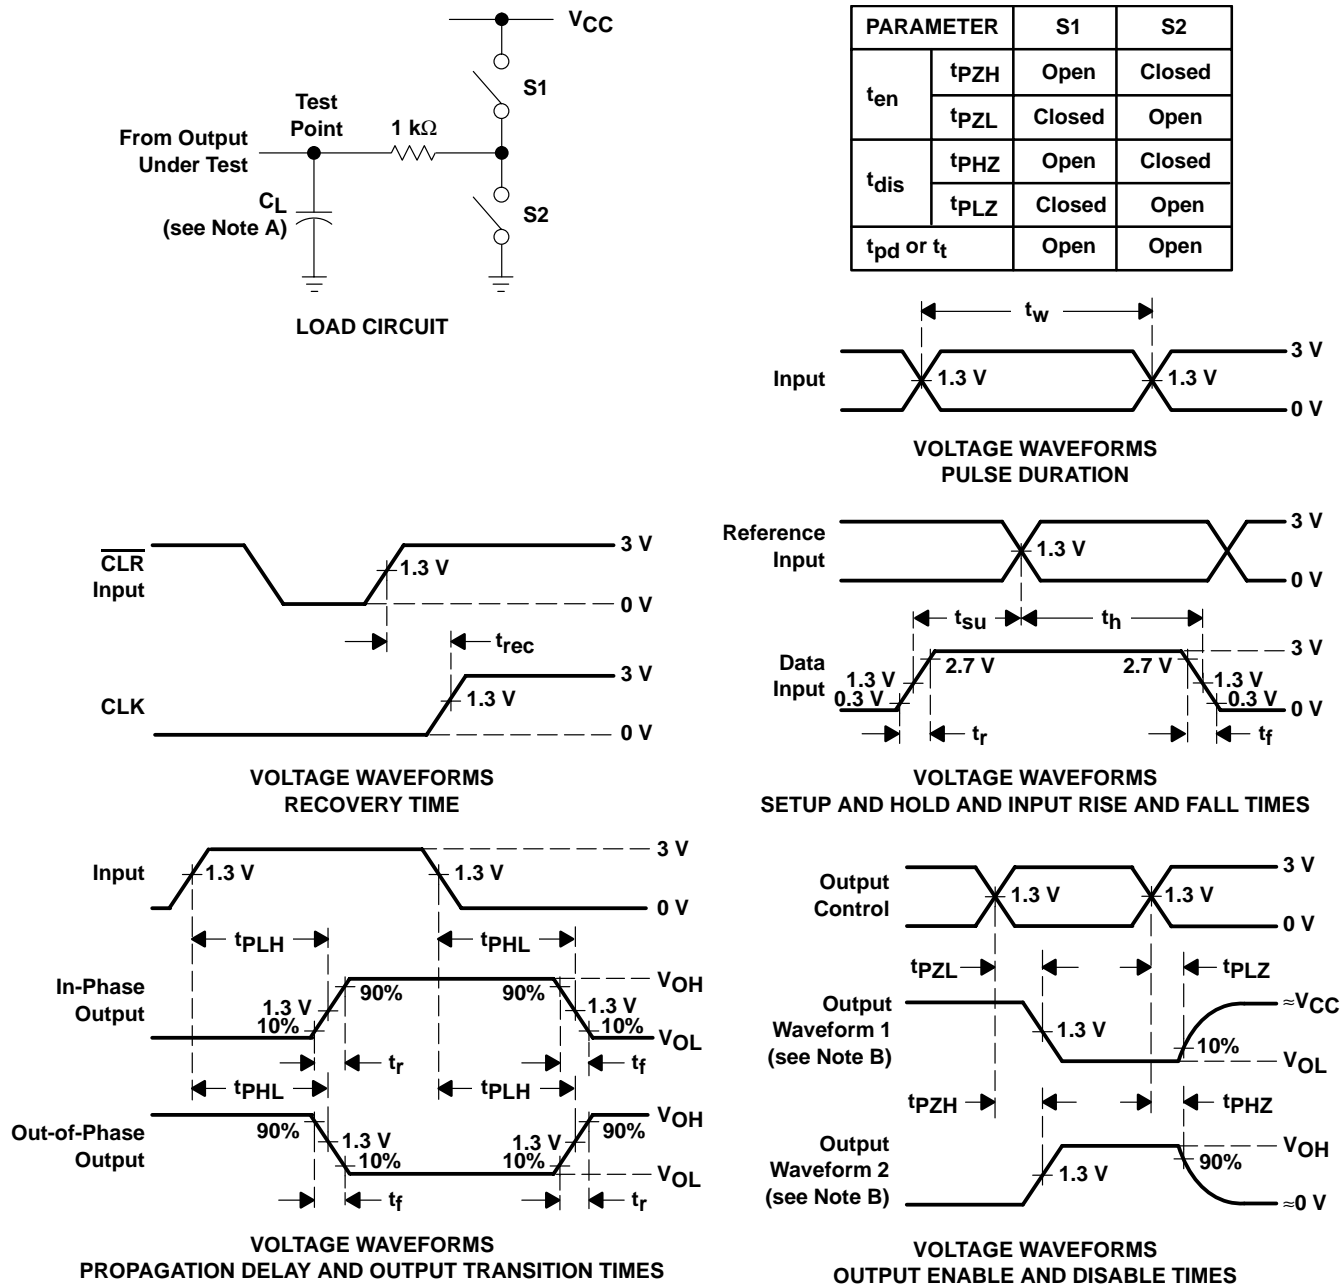 VCC
S1
Test
Point
1 kΩ
From Output
Under Test
CL
(see Note A)
S2
LOAD CIRCUIT
PARAMETER S1 S2
ten tPZH Open Closed
tPZL Closed Open
tdis tPHZ Open Closed
tPLZ Closed Open
tpd or tt Open Open
tw
Input
3 V
1.3 V 1.3 V
0 V
VOLTAGE WAVEFORMS
PULSE DURATION
CLR
Input
3 V
1.3 V
0 V
trec
CLK
3 V
1.3 V
0 V
VOLTAGE WAVEFORMS
RECOVERY TIME
Reference
Input
3 V
1.3 V
0 V
tsu th
Data
Input
3 V
2.7 V 2.7 V
1.3 V 1.3 V
0.3 V 0.3 V
0 V
tr tf
VOLTAGE WAVEFORMS
SETUP AND HOLD AND INPUT RISE AND FALL TIMES
Input
3 V
1.3 V 1.3 V
0 V
tPLH tPHL
In-Phase
Output
VOH
90% 90%
1.3 V 1.3 V
10% 10%
VOL
tr tf
tPHL tPLH
Out-of-Phase
Output
VOH
90% 90%
1.3 V 1.3 V
10% 10%
VOL
tf tr
VOLTAGE WAVEFORMS
PROPAGATION DELAY AND OUTPUT TRANSITION TIMES
Output
Control
3 V
1.3 V 1.3 V
0 V
tPZL tPLZ
Output
Waveform 1
(see Note B)
≈VCC
1.3 V
10%
VOL
tPZH tPHZ
Output
Waveform 2
(see Note B)
VOH
90%
1.3 V
≈0 V
VOLTAGE WAVEFORMS
OUTPUT ENABLE AND DISABLE TIMES